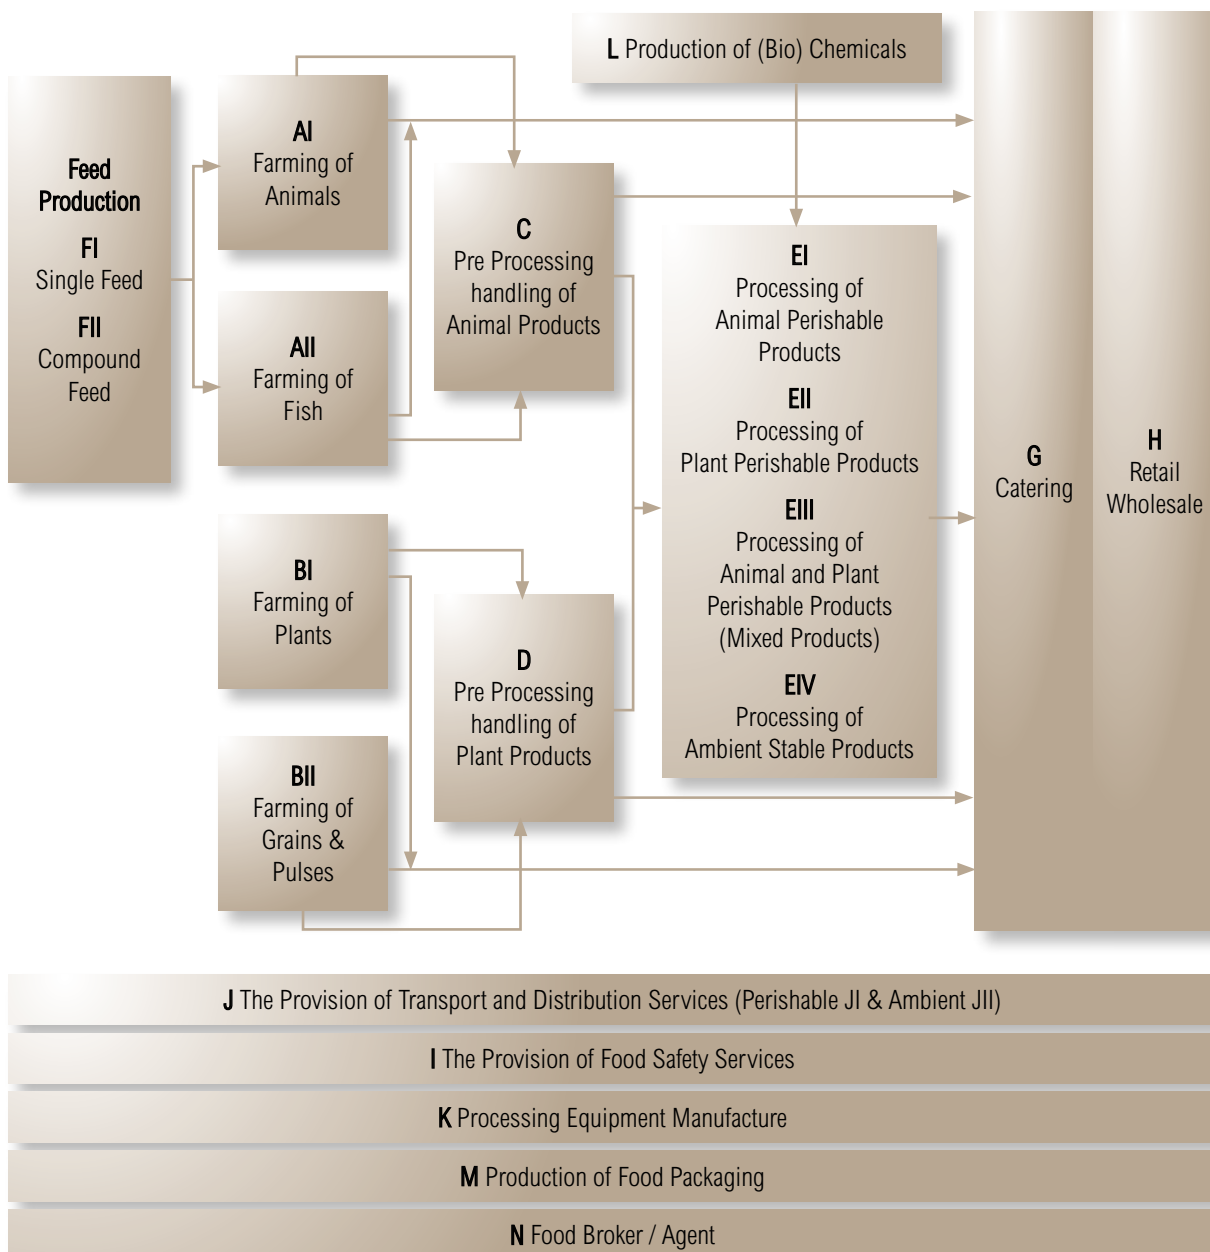 L Production of (Bio) Chemicals
Feed
Production
FI
Single Feed
FII
Compound
Feed
AI
Farming of
Animals
AII
Farming of
Fish
BI
Farming of
Plants
BII
Farming of
Grains &
Pulses
C
Pre Processing
handling of
Animal Products
D
Pre Processing
handling of
Plant Products
EI
Processing of
Animal Perishable
Products
EII
Processing of
Plant Perishable Products
EIII
Processing of
Animal and Plant
Perishable Products
(Mixed Products)
EIV
Processing of
Ambient Stable Products
G
Catering
H
Retail
Wholesale
J The Provision of Transport and Distribution Services (Perishable JI & Ambient JII)
I The Provision of Food Safety Services
K Processing Equipment Manufacture
M Production of Food Packaging
N Food Broker / Agent